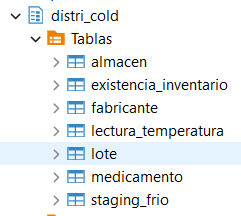 distri_cold
Tablas
almacen
existencia_inventario
fabricante
lectura_temperatura
lote
medicamento
staging_frio